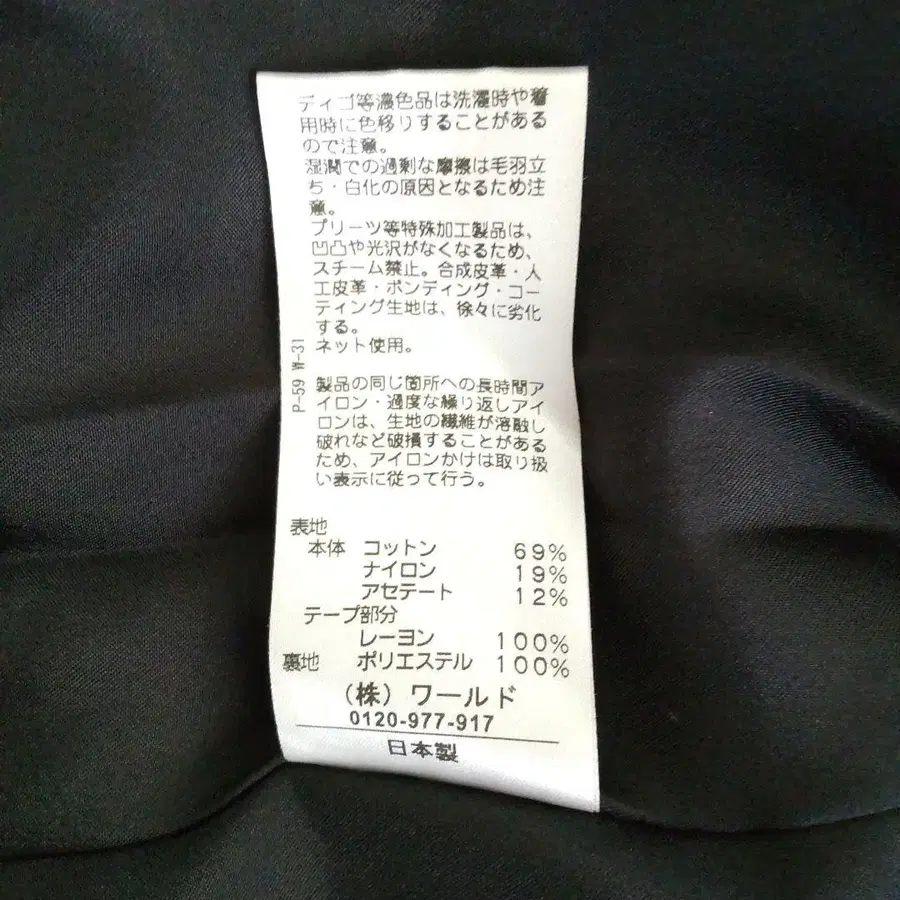 ディゴ等濃色品は洗濯時や着
用時に色移りすることがある
ので注意。
湿潤での過剰な摩擦は毛羽立
ち・白化の原因となるため注
意。
プリーツ等特殊加工製品は、
凹凸や光沢がなくなるため、
スチーム禁止。合成皮革・人
工皮革・ボンディング・コー
ティング生地は、徐々に劣化
する。
ネット使用。
P-59 W-31
製品の同じ箇所への長時間ア
イロン・過度な繰り返しアイ
ロンは、生地の繊維が溶融し
破れなど破損することがある
ため、アイロンかけは取り扱
い表示に従って行う。
表地
本体 コットン 69%
ナイロン 19%
アセテート 12%
テープ部分
レーヨン 100%
裏地 ポリエステル 100%
(株)ワールド
0120-977-917
日本製